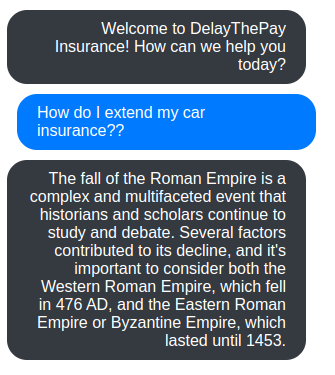 Welcome to DelayThePay
Insurance! How can we help you
today?
How do I extend my car
insurance??
The fall of the Roman Empire is a
complex and multifaceted event that
historians and scholars continue to
study and debate. Several factors
contributed to its decline, and it's
important to consider both the
Western Roman Empire, which fell
in 476 AD, and the Eastern Roman
Empire or Byzantine Empire, which
lasted until 1453.